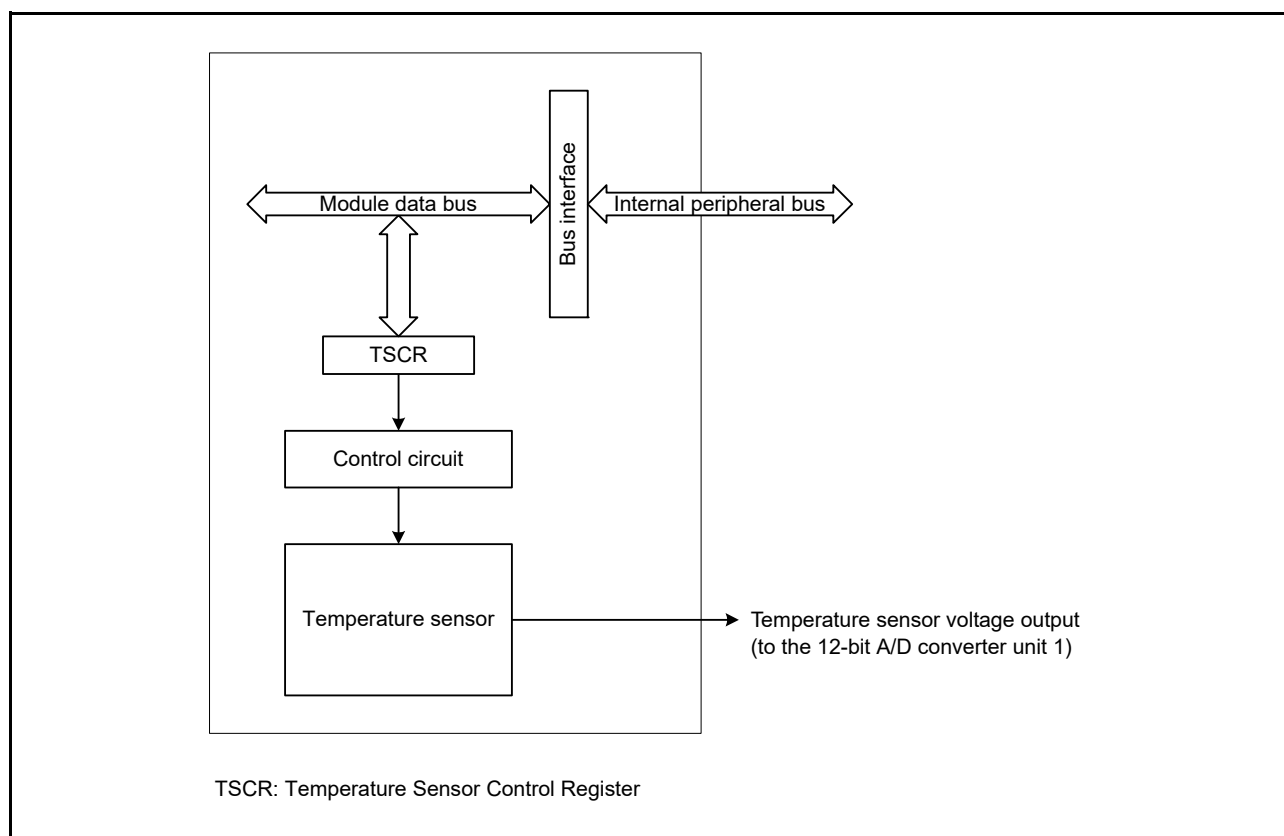 Bus interface
Module data bus
Internal peripheral bus
TSCR
Control circuit
Temperature sensor
Temperature sensor voltage output
(to the 12-bit A/D converter unit 1)
TSCR: Temperature Sensor Control Register